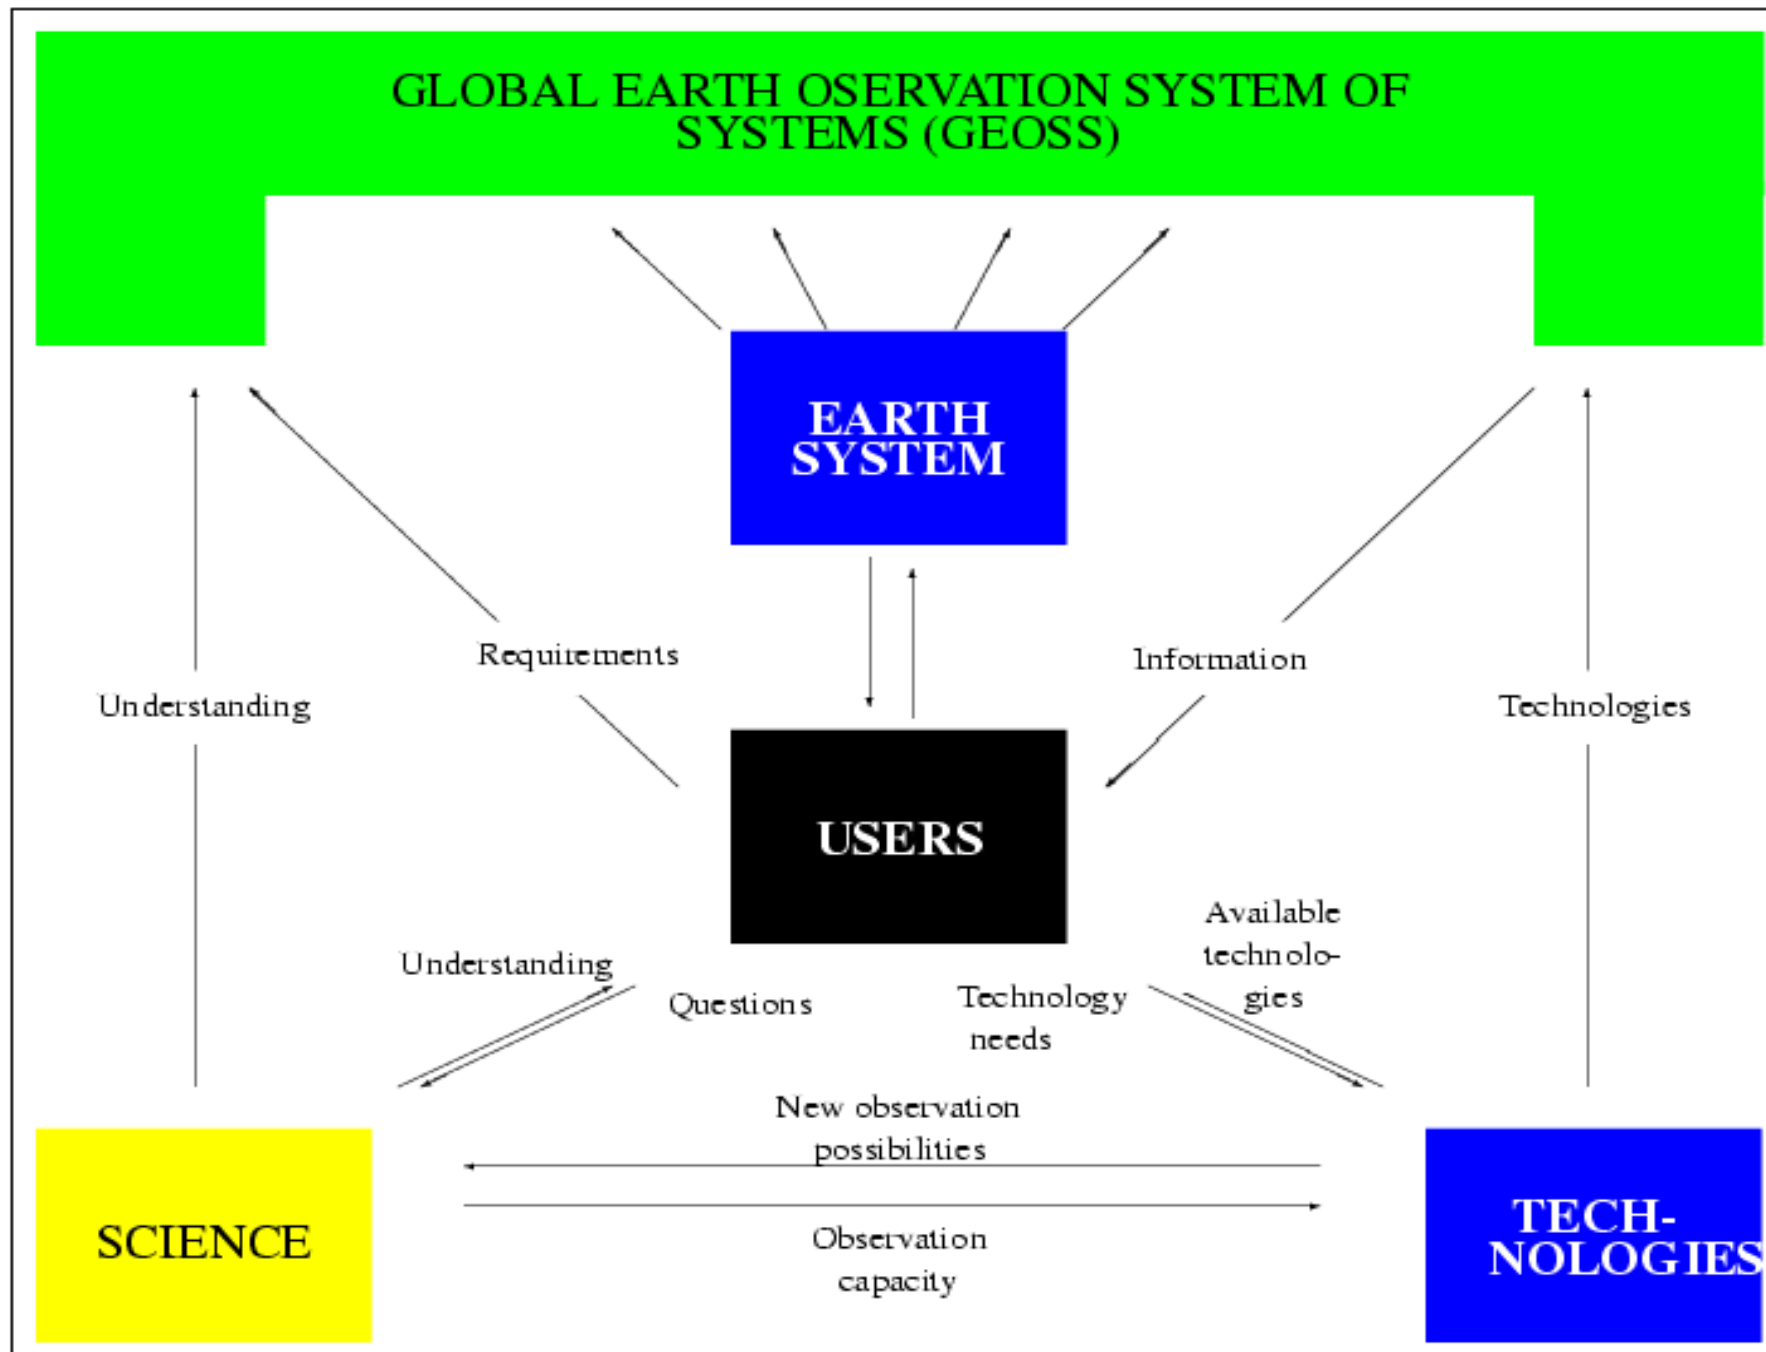 GLOBAL EARTH OSERVATION SYSTEM OF
SYSTEMS (GEOSS)
EARTH
SYSTEM
Requirements
Information
Understanding
Technologies
USERS
Available
technolo-
gies
Understanding
Questions
Technology
needs
New observation
possibilities
SCIENCE
Observation
capacity
TECH-
NOLOGIES